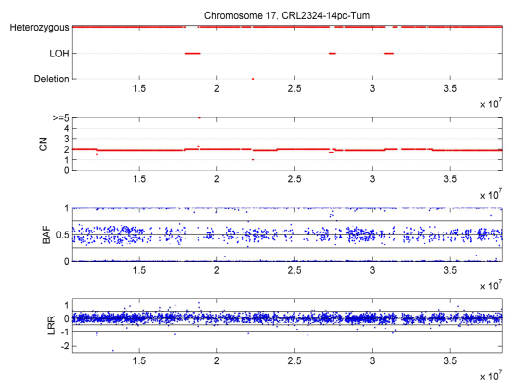 Chromosome 17, CRL2324-14pc-Tum
Heterozygous
LOH
Deletion
1.5 2 2.5 3 3.5
x 10^7
CN
>=5
4
3
2
1
0
1.5 2 2.5 3 3.5
x 10^7
BAF
1
0.5
0
1.5 2 2.5 3 3.5
x 10^7
LRR
1
0
-1
-2
1.5 2 2.5 3 3.5
x 10^7